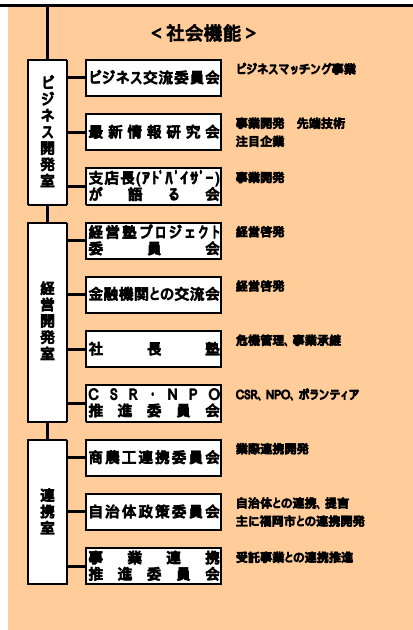 ＜社会機能＞
ビジネス開発室
ビジネス交流委員会
ビジネスマッチング事業
最新情報研究会
事業開発　先端技術
注目企業
支店長(ｱﾄﾞﾊﾞｲｻﾞｰ)
が語る会
事業開発
経営開発室
経営塾プロジェクト
委員会
経営啓発
金融機関との交流会
経営啓発
社長塾
危機管理、事業承継
CSR・NPO
推進委員会
CSR、NPO、ボランティア
連携室
商農工連携委員会
業際連携開発
自治体政策委員会
自治体との連携、提言
主に福岡市との連携開発
事業連携
推進委員会
受託事業との連携推進